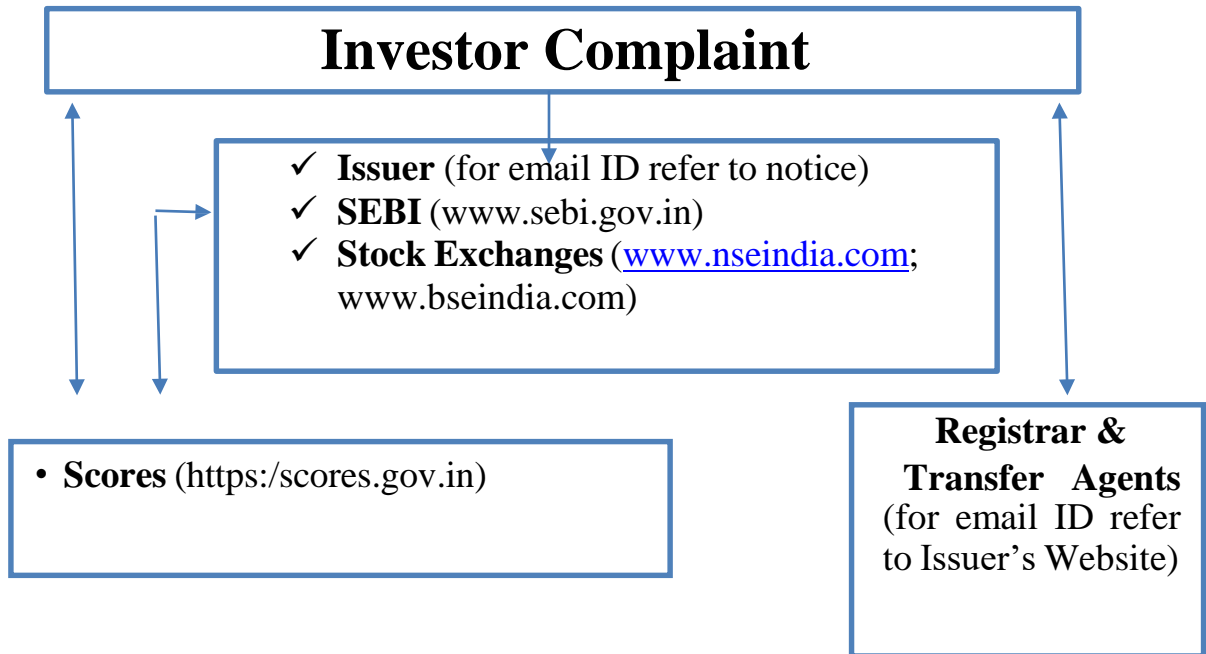 Investor Complaint
✓ Issuer (for email ID refer to notice)
✓ SEBI (www.sebi.gov.in)
✓ Stock Exchanges (www.nseindia.com;
www.bseindia.com)
• Scores (https:/scores.gov.in)
Registrar &
Transfer Agents
(for email ID refer
to Issuer’s Website)